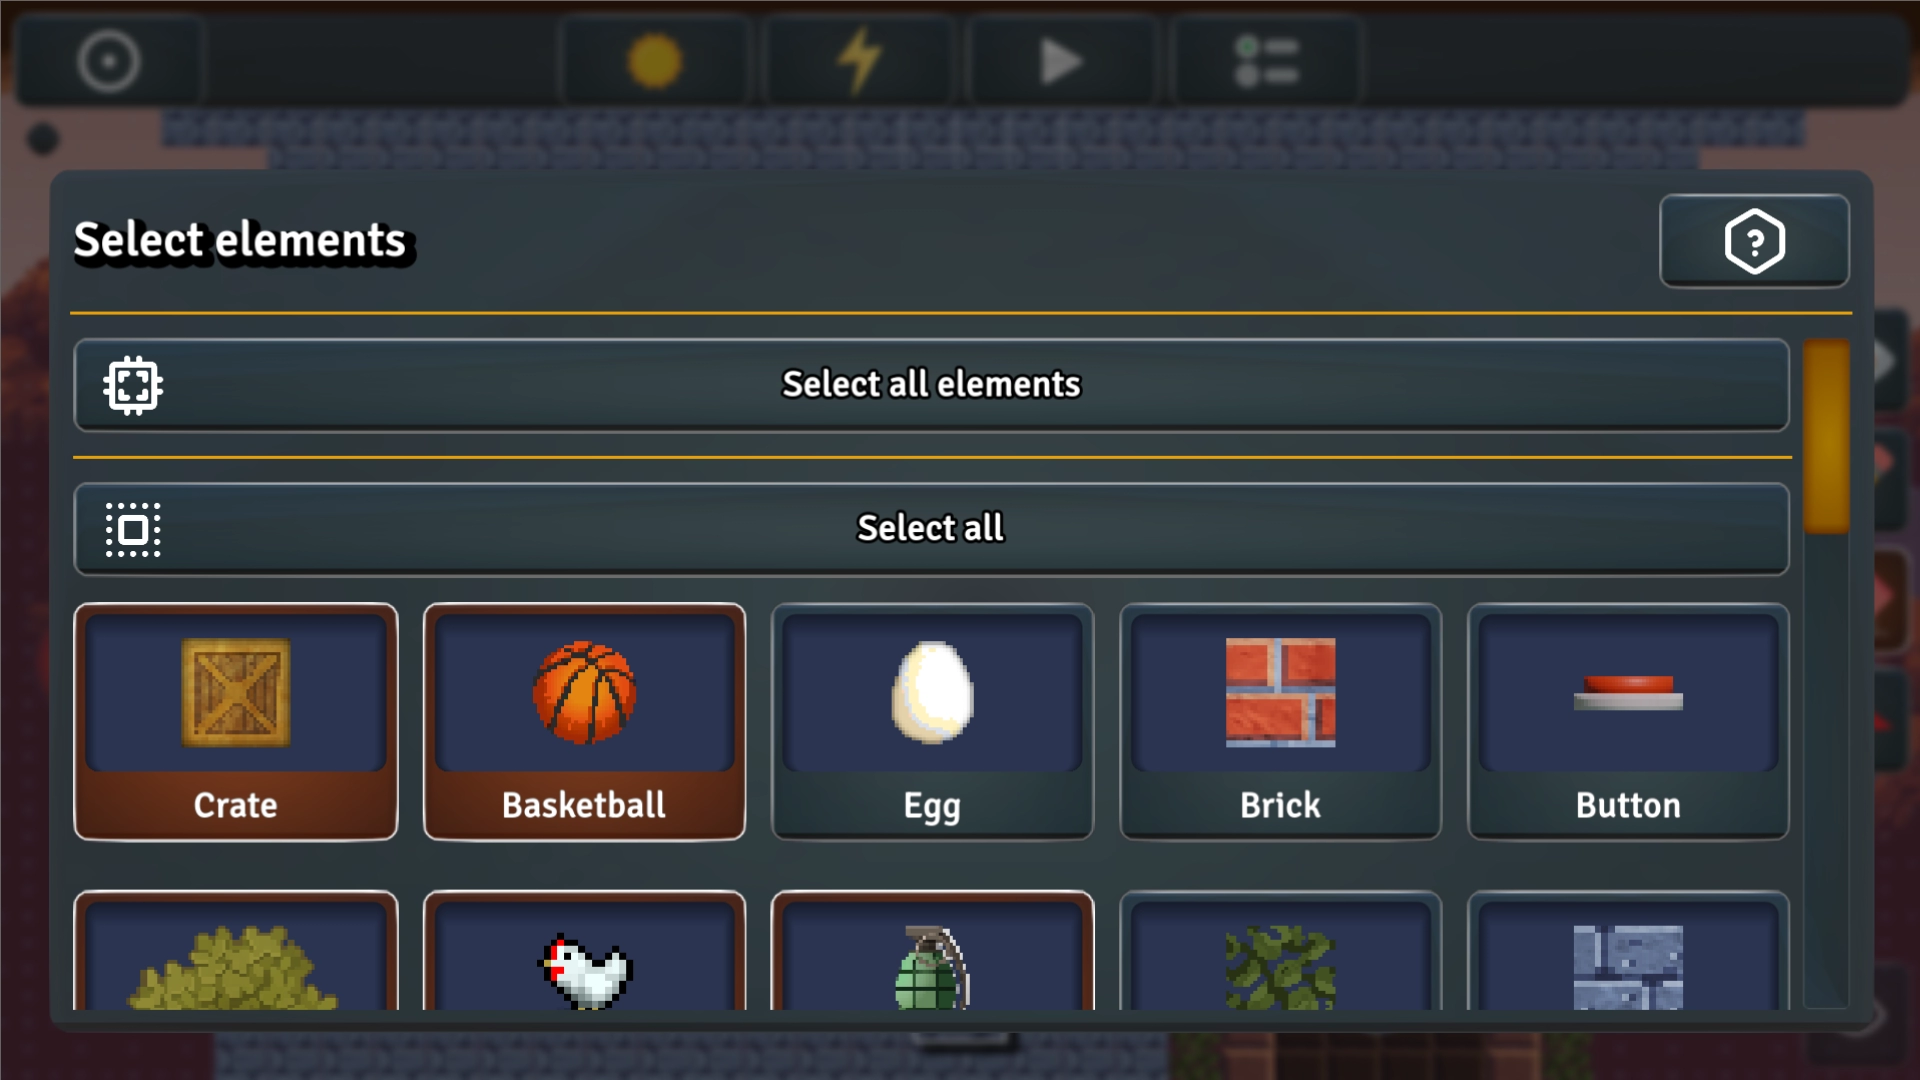 Select elements
?
Select all elements
Select all
Crate
Basketball
Egg
Brick
Button